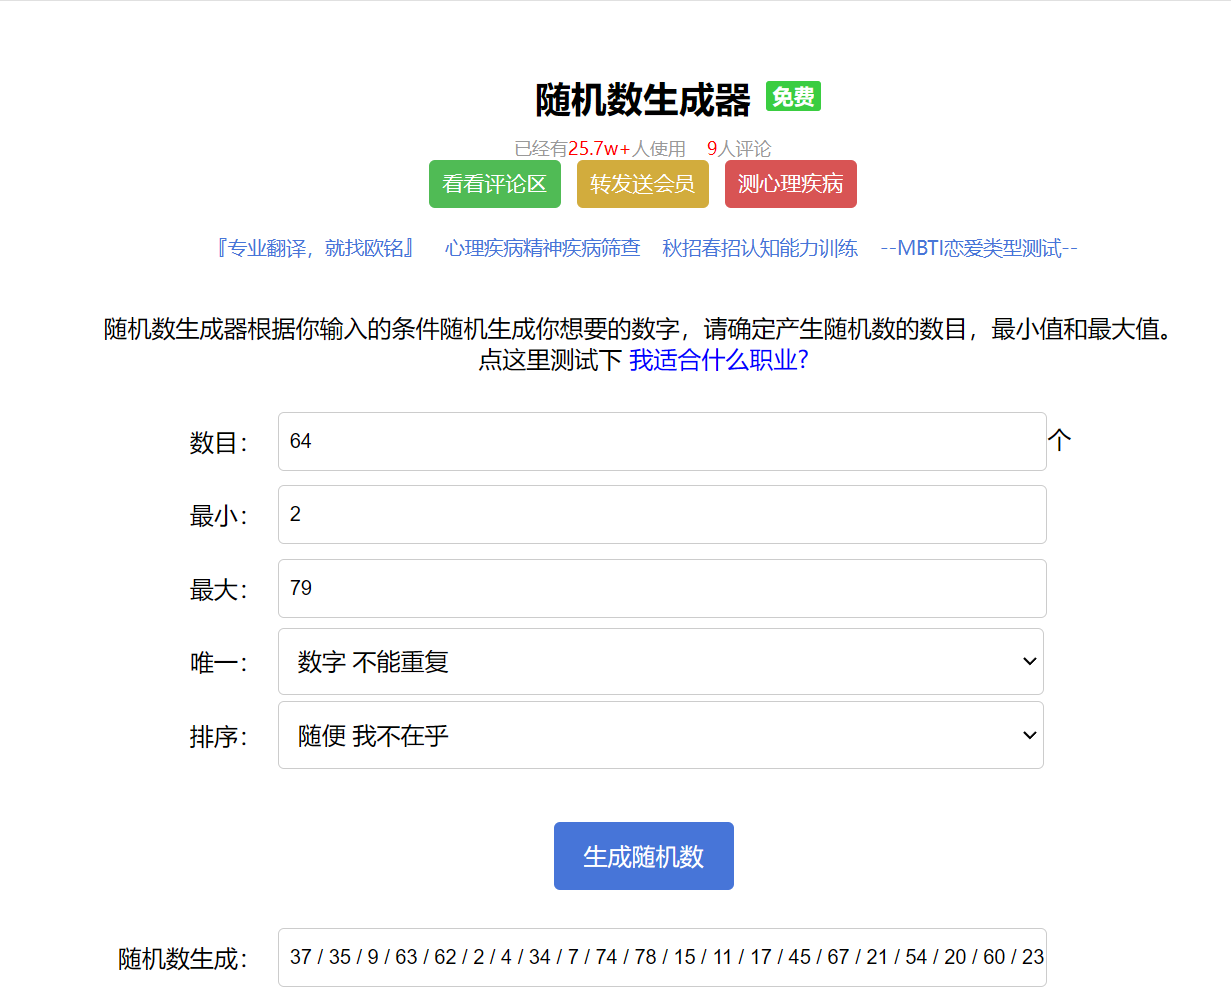 随机数生成器 免费
已经有25.7w+人使用 9人评论
看看评论区 转发送会员 测心理疾病
『专业翻译，就找欧铭』 心理疾病精神疾病筛查 秋招春招认知能力训练 --MBTI恋爱类型测试--
随机数生成器根据你输入的条件随机生成你想要的数字，请确定产生随机数的数目，最小值和最大值。
点这里测试下 我适合什么职业?
数目： 64 个
最小： 2
最大： 79
唯一： 数字 不能重复
排序： 随便 我不在乎
生成随机数
随机数生成： 37 / 35 / 9 / 63 / 62 / 2 / 4 / 34 / 7 / 74 / 78 / 15 / 11 / 17 / 45 / 67 / 21 / 54 / 20 / 60 / 23